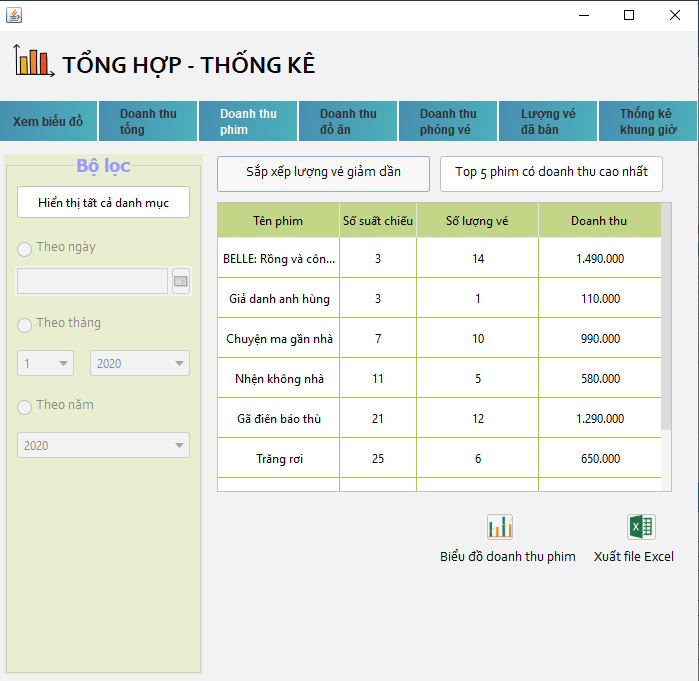 TỔNG HỢP - THỐNG KÊ
Xem biểu đồ
Doanh thu
tổng
Doanh thu
phim
Doanh thu
đồ ăn
Doanh thu
phòng vé
Lượng vé
đã bán
Thống kê
khung giờ
Bộ lọc
Hiển thị tất cả danh mục
Theo ngày
Theo tháng
1 2020
Theo năm
2020
Sắp xếp lượng vé giảm dần
Top 5 phim có doanh thu cao nhất
Tên phim Số suất chiếu Số lượng vé Doanh thu
BELLE: Rồng và côn... 3 14 1.490.000
Giả danh anh hùng 3 1 110.000
Chuyện ma gần nhà 7 10 990.000
Nhện không nhà 11 5 580.000
Gã điên báo thù 21 12 1.290.000
Trăng rơi 25 6 650.000
Biểu đồ doanh thu phim
Xuất file Excel